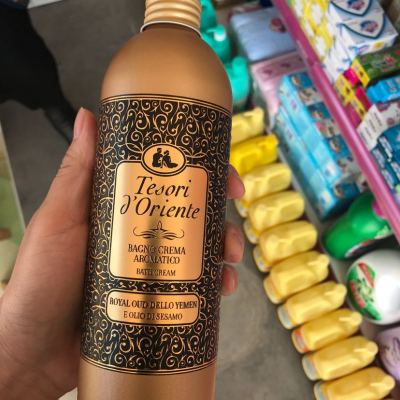 Tesori
d'Oriente
BAGNO CREMA
AROMATICO
BATH CREAM
ROYAL OUD DELLO YEMEN
E OLIO DI SESAMO